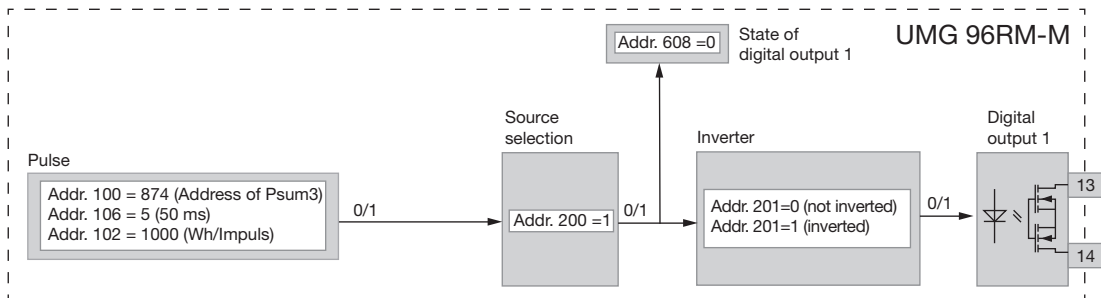 UMG 96RM-M
Addr. 608 =0
State of
digital output 1
Source
selection
Inverter
Digital
output 1
Pulse
Addr. 100 = 874 (Address of Psum3)
Addr. 106 = 5 (50 ms)
Addr. 102 = 1000 (Wh/Impuls)
0/1
Addr. 200 =1
0/1
Addr. 201=0 (not inverted)
Addr. 201=1 (inverted)
0/1
13
14